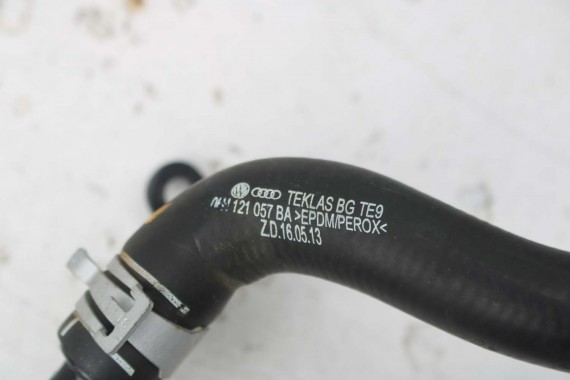 TEKLAS BG TE9
121 057 BA >EPDM/PEROX<
Z.D.16.05.13